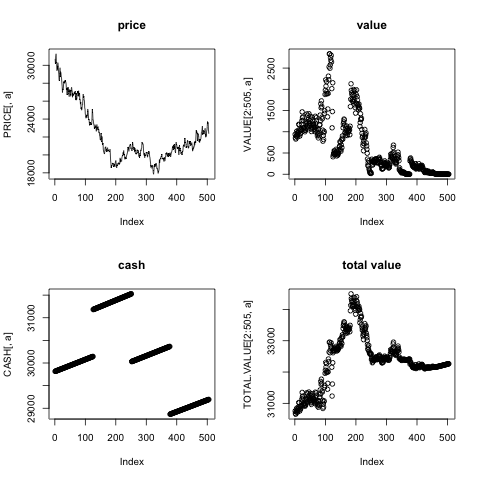 price
PRICE[, a]
18000 24000 30000
0 100 200 300 400 500
Index
value
VALUE[2:505, a]
0 500 1500 2500
0 100 200 300 400 500
Index
cash
CASH[, a]
29000 30000 31000
0 100 200 300 400 500
Index
total value
TOTAL.VALUE[2:505, a]
31000 33000
0 100 200 300 400 500
Index